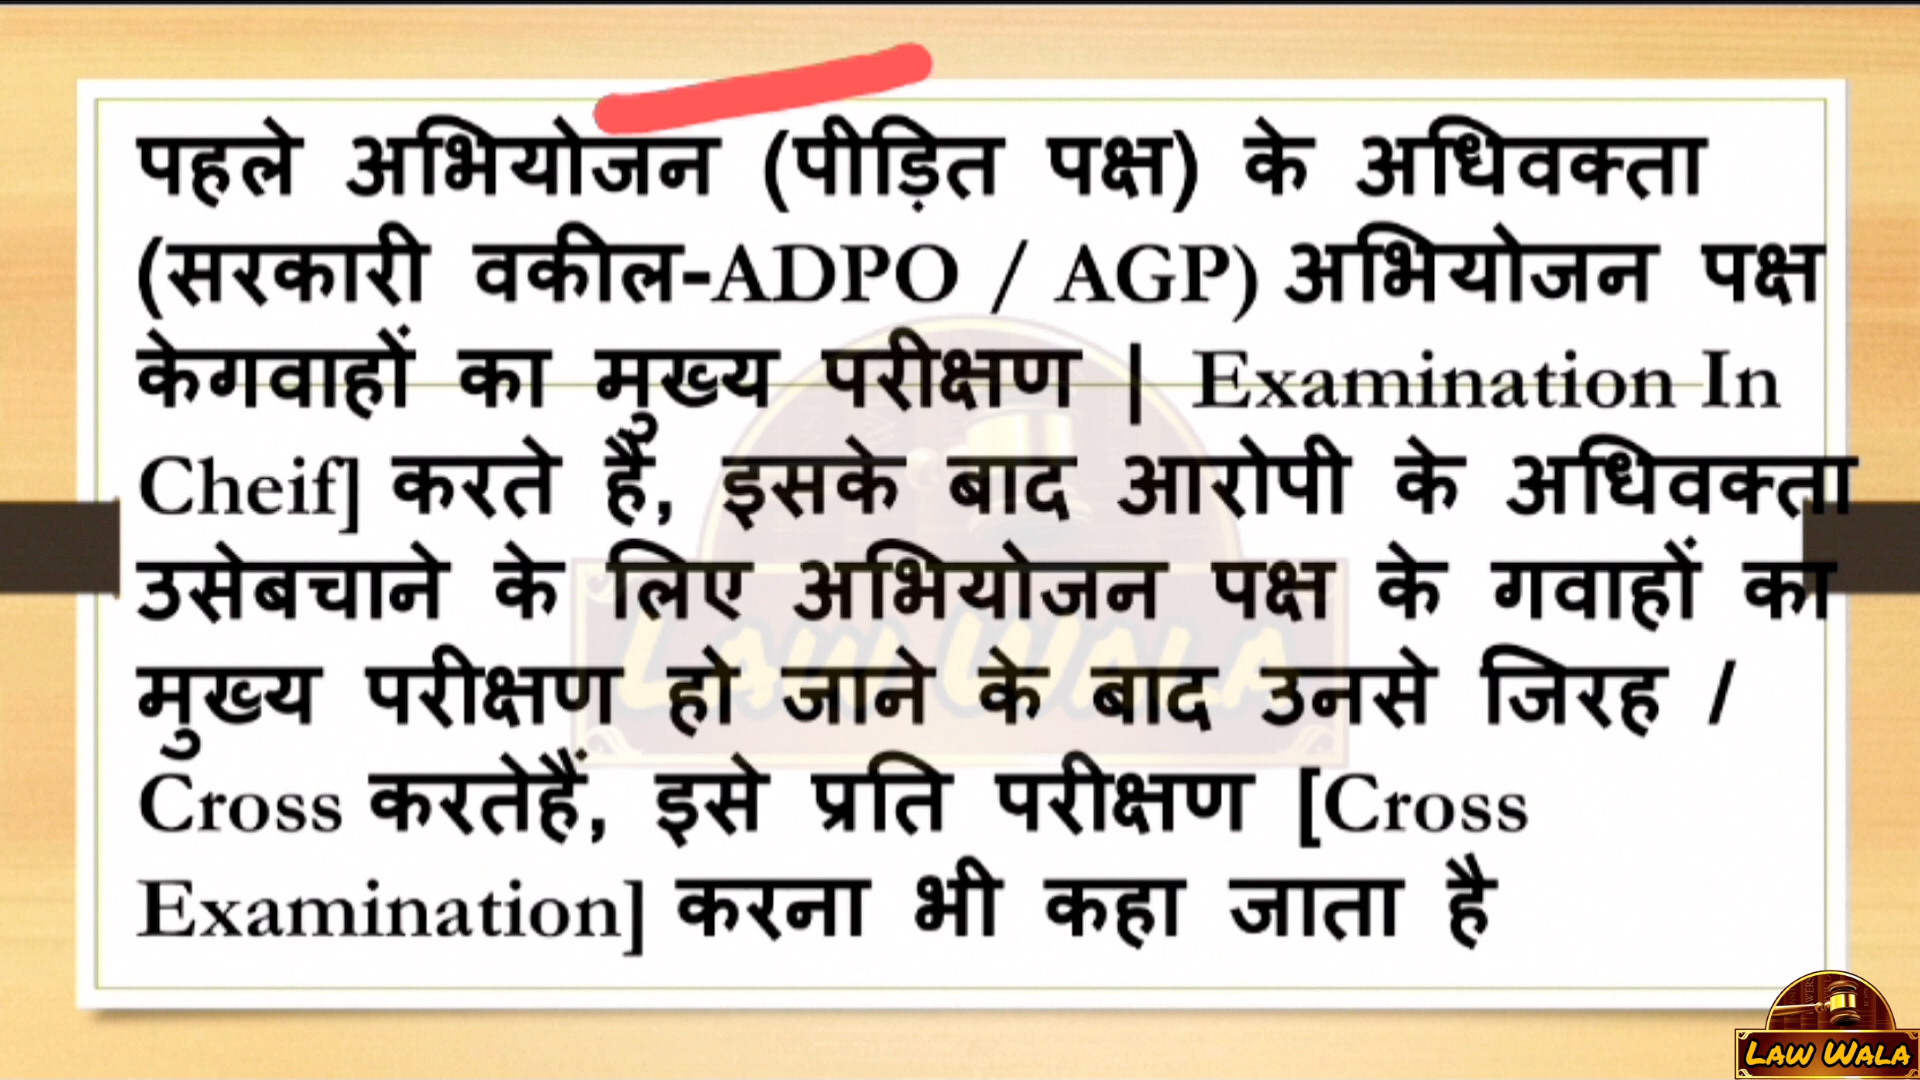 पहले अभियोजन (पीड़ित पक्ष) के अधिवक्ता
(सरकारी वकील-ADPO / AGP) अभियोजन पक्ष
केगवाहों का मुख्य परीक्षण | Examination In
Cheif] करते हैं, इसके बाद आरोपी के अधिवक्ता
उसेबचाने के लिए अभियोजन पक्ष के गवाहों का
मुख्य परीक्षण हो जाने के बाद उनसे जिरह /
Cross करतेहैं, इसे प्रति परीक्षण [Cross
Examination] करना भी कहा जाता है
LAW WALA
LAW WALA